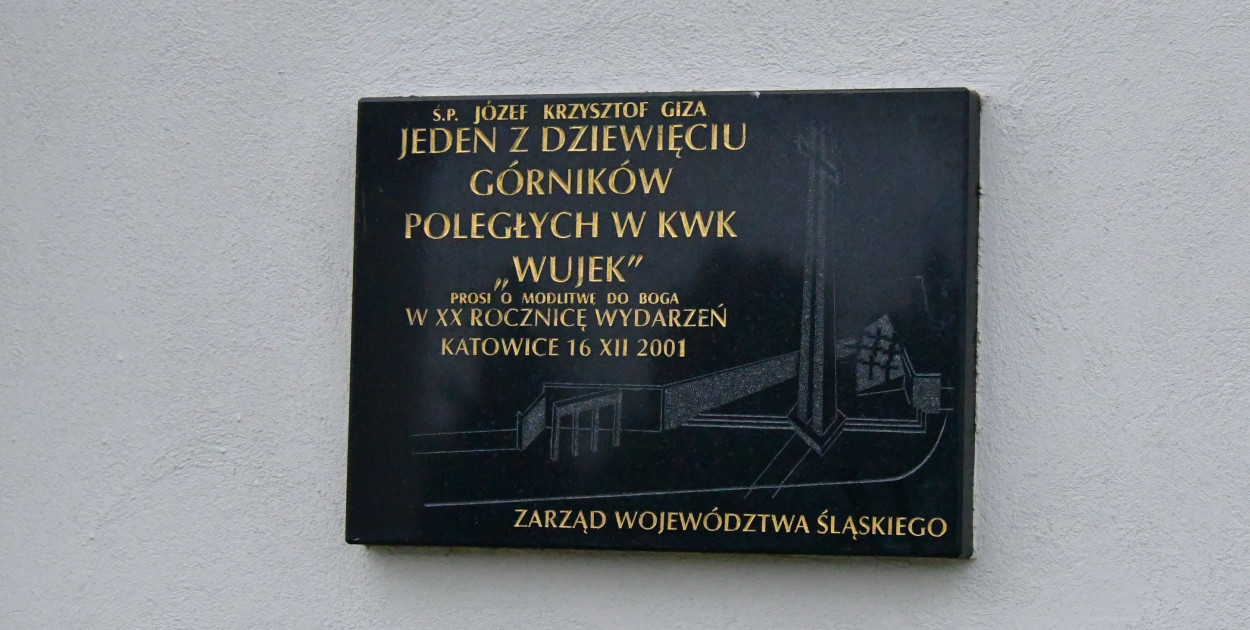 Ś.P. JÓZEF KRZYSZTOF GIZA
JEDEN Z DZIEWIĘCIU
GÓRNIKÓW
POLEGŁYCH W KWK
„WUJEK”
PROSI O MODLITWĘ DO BOGA
W XX ROCZNICĘ WYDARZEŃ
KATOWICE 16 XII 2001
ZARZĄD WOJEWÓDZTWA ŚLĄSKIEGO